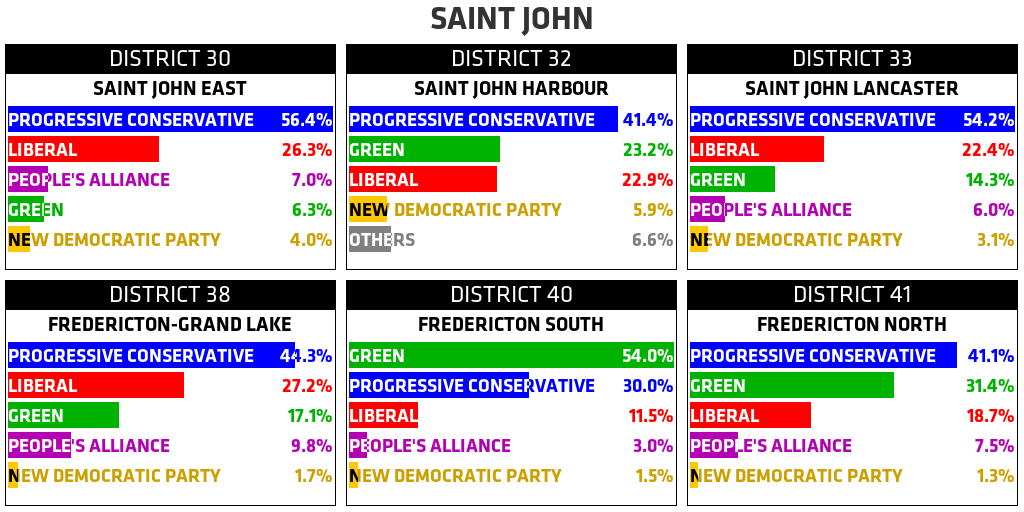 SAINT JOHN
DISTRICT 30
SAINT JOHN EAST
PROGRESSIVE CONSERVATIVE 56.4%
LIBERAL 26.3%
PEOPLE'S ALLIANCE 7.0%
GREEN 6.3%
NEW DEMOCRATIC PARTY 4.0%
DISTRICT 32
SAINT JOHN HARBOUR
PROGRESSIVE CONSERVATIVE 41.4%
GREEN 23.2%
LIBERAL 22.9%
NEW DEMOCRATIC PARTY 5.9%
OTHERS 6.6%
DISTRICT 33
SAINT JOHN LANCASTER
PROGRESSIVE CONSERVATIVE 54.2%
LIBERAL 22.4%
GREEN 14.3%
PEOPLE'S ALLIANCE 6.0%
NEW DEMOCRATIC PARTY 3.1%
DISTRICT 38
FREDERICTON-GRAND LAKE
PROGRESSIVE CONSERVATIVE 44.3%
LIBERAL 27.2%
GREEN 17.1%
PEOPLE'S ALLIANCE 9.8%
NEW DEMOCRATIC PARTY 1.7%
DISTRICT 40
FREDERICTON SOUTH
GREEN 54.0%
PROGRESSIVE CONSERVATIVE 30.0%
LIBERAL 11.5%
PEOPLE'S ALLIANCE 3.0%
NEW DEMOCRATIC PARTY 1.5%
DISTRICT 41
FREDERICTON NORTH
PROGRESSIVE CONSERVATIVE 41.1%
GREEN 31.4%
LIBERAL 18.7%
PEOPLE'S ALLIANCE 7.5%
NEW DEMOCRATIC PARTY 1.3%